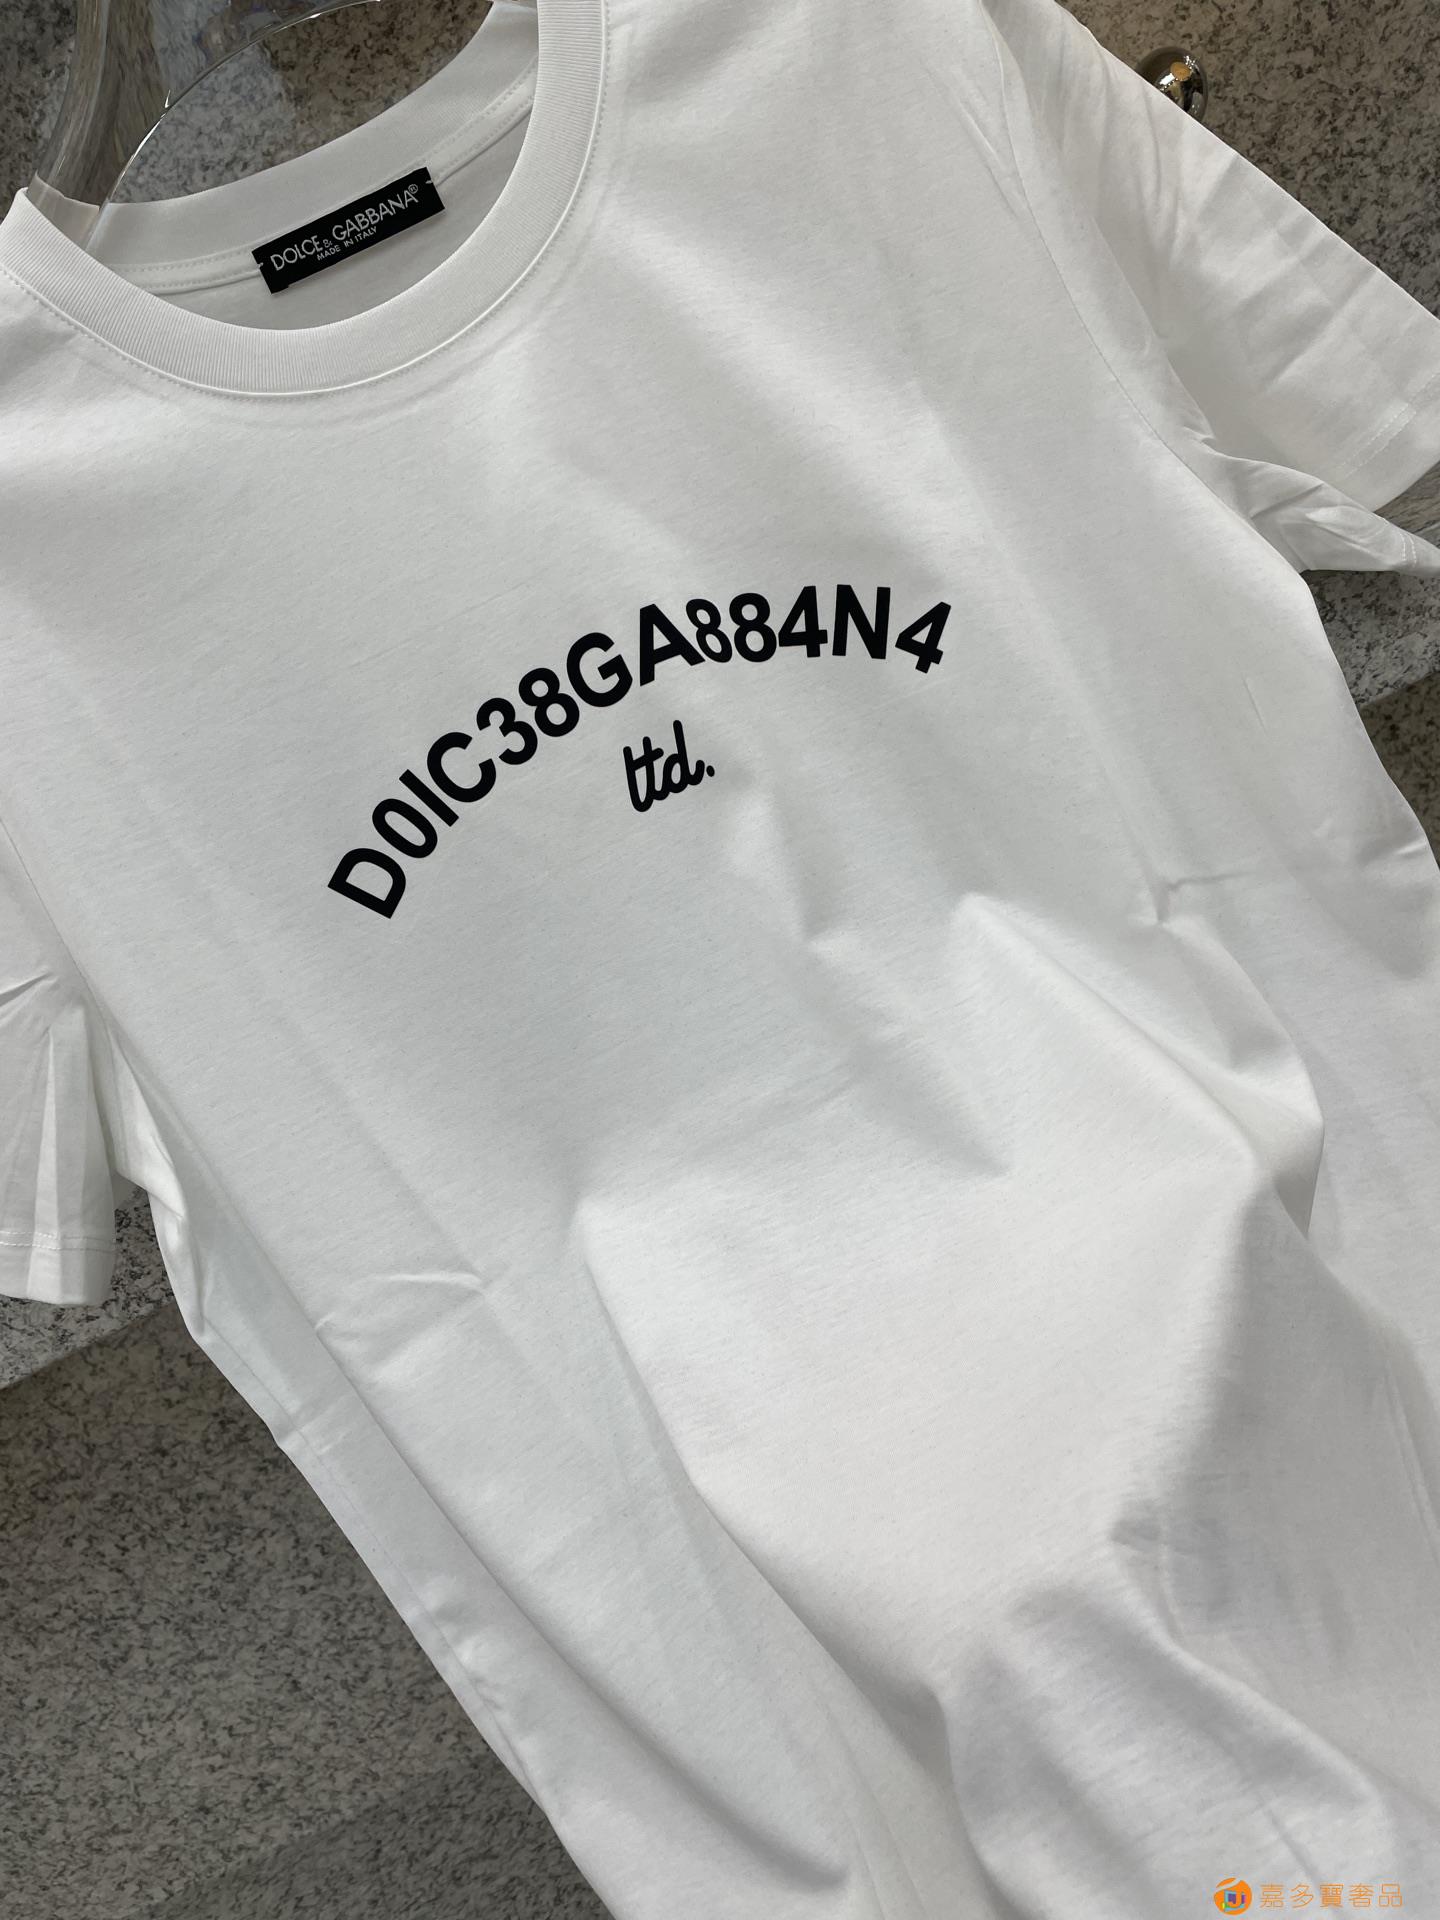 DOLCE & GABBANA®
MADE IN ITALY
D0IC38GA884N4
ltd.
嘉多寶奢品